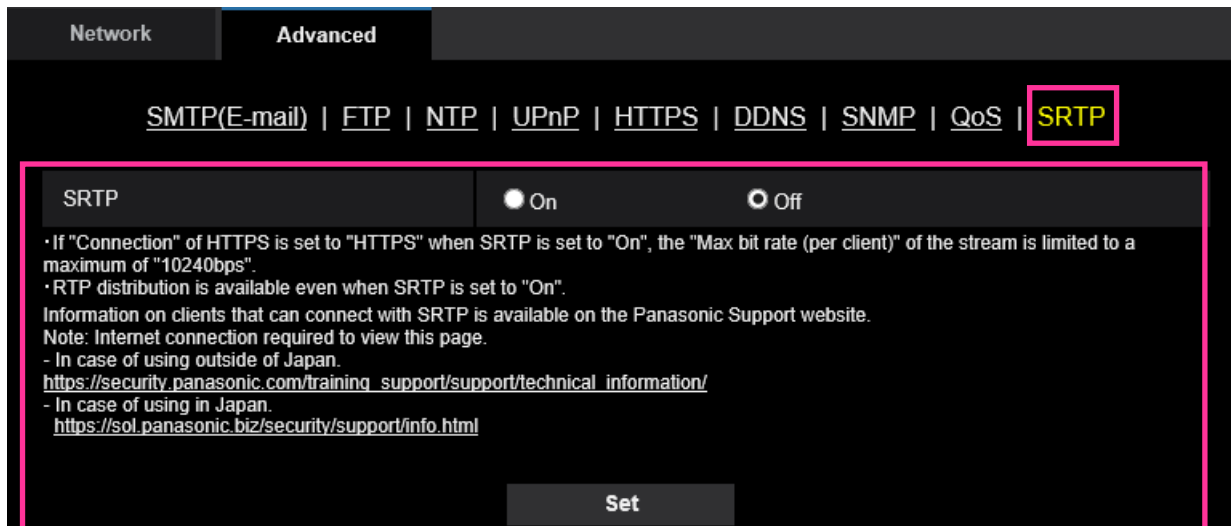 Network Advanced
SMTP(E-mail) | FTP | NTP | UPnP | HTTPS | DDNS | SNMP | QoS | SRTP
SRTP On Off
・If "Connection" of HTTPS is set to "HTTPS" when SRTP is set to "On", the "Max bit rate (per client)" of the stream is limited to a
maximum of "10240bps".
・RTP distribution is available even when SRTP is set to "On".
Information on clients that can connect with SRTP is available on the Panasonic Support website.
Note: Internet connection required to view this page.
- In case of using outside of Japan.
https://security.panasonic.com/training_support/support/technical_information/
- In case of using in Japan.
https://sol.panasonic.biz/security/support/info.html
Set